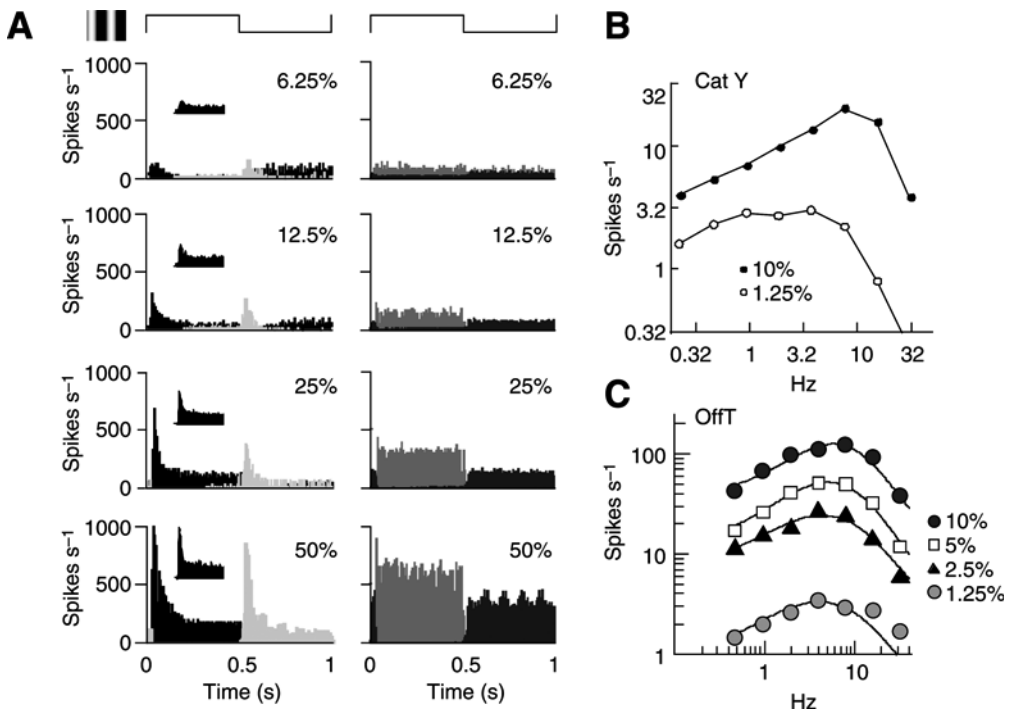 A
Spikes s⁻¹
1000
500
0
6.25%
6.25%
Spikes s⁻¹
1000
500
0
12.5%
12.5%
Spikes s⁻¹
1000
500
0
25%
25%
Spikes s⁻¹
1000
500
0
50%
50%
0 0.5 1
0 0.5 1
Time (s)
Time (s)
B
Cat Y
Spikes s⁻¹
32
10
3.2
1
0.32
10%
1.25%
0.32 1 3.2 10 32
Hz
C
OffT
Spikes s⁻¹
100
10
1
10%
5%
2.5%
1.25%
1 10
Hz